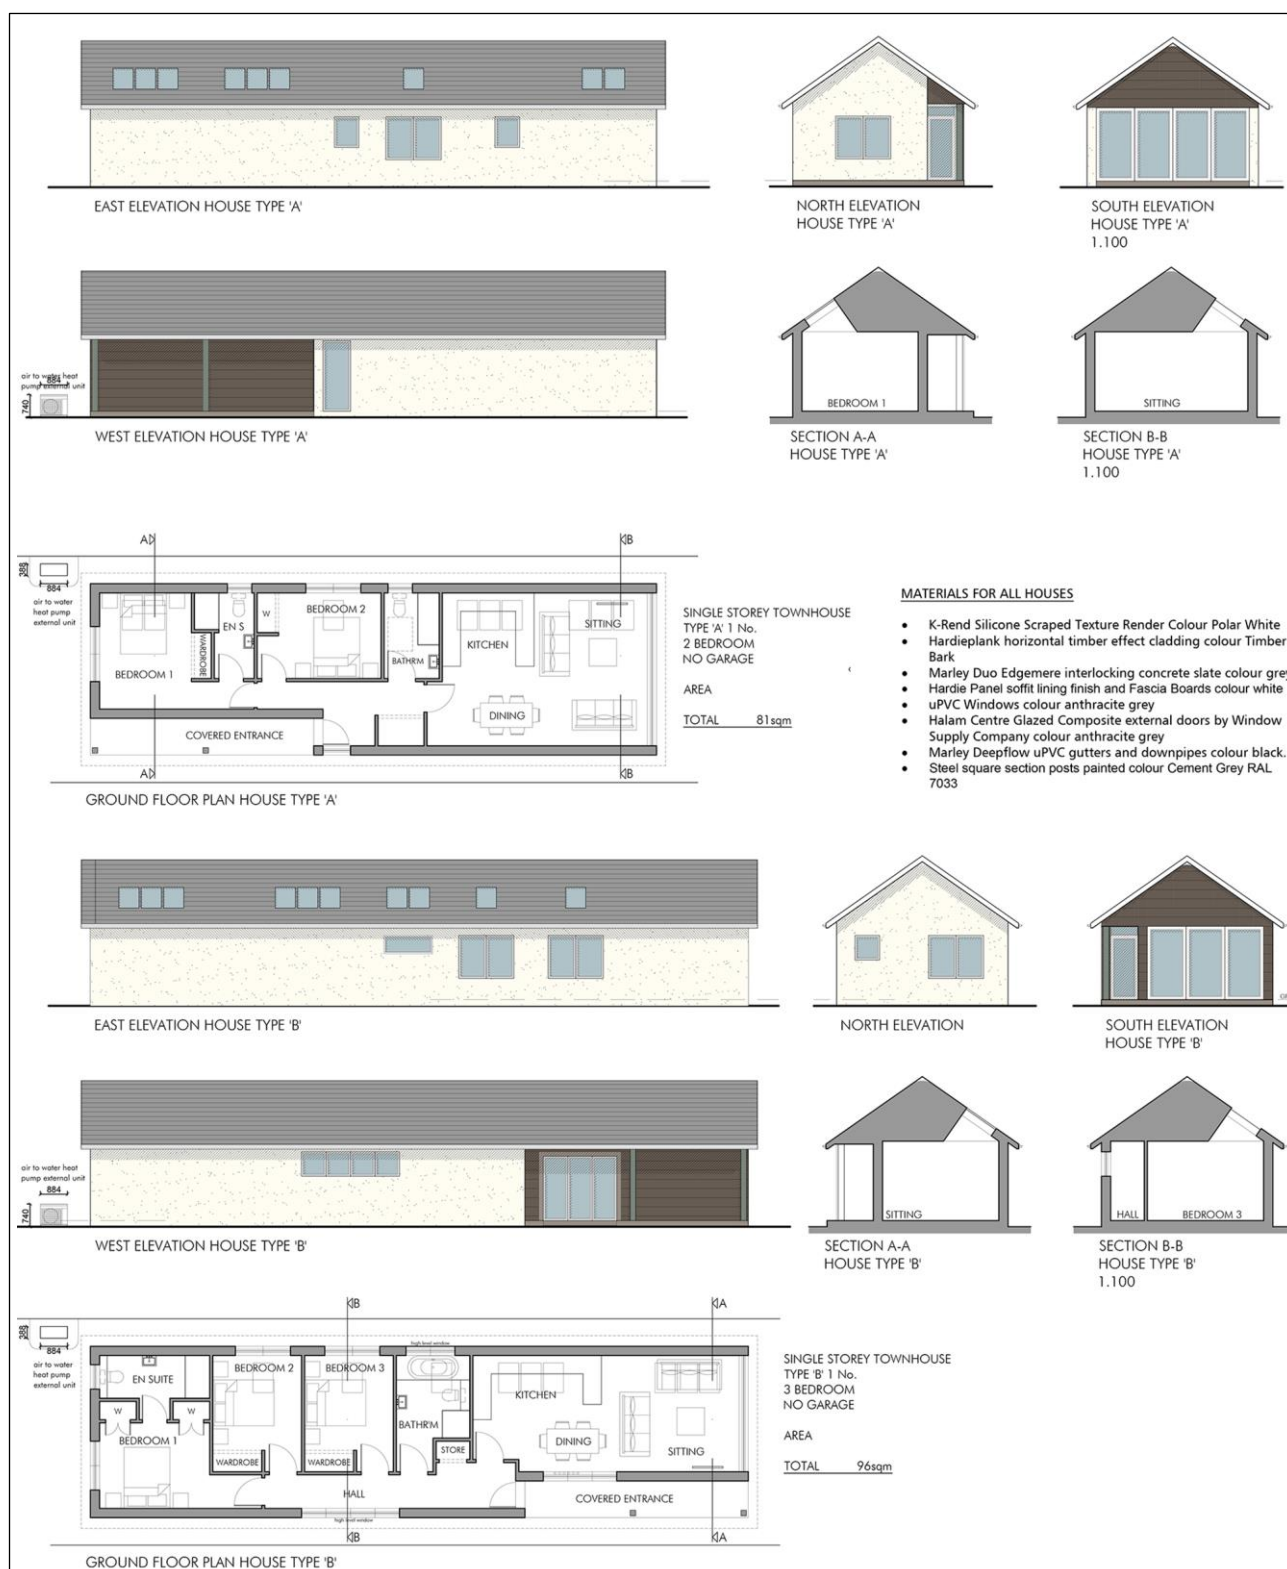 EAST ELEVATION HOUSE TYPE 'A'
NORTH ELEVATION
HOUSE TYPE 'A'
SOUTH ELEVATION
HOUSE TYPE 'A'
1.100
air to water heat
pump external unit
884
740
WEST ELEVATION HOUSE TYPE 'A'
BEDROOM 1
SECTION A-A
HOUSE TYPE 'A'
SITTING
SECTION B-B
HOUSE TYPE 'A'
1.100
A
B
388
884
air to water
heat pump
external unit
EN S
W
BEDROOM 2
SITTING
KITCHEN
WARDROBE
BATHR'M
BEDROOM 1
DINING
COVERED ENTRANCE
A
B
GROUND FLOOR PLAN HOUSE TYPE 'A'
SINGLE STOREY TOWNHOUSE
TYPE 'A' 1 No.
2 BEDROOM
NO GARAGE
AREA
TOTAL 81sqm
MATERIALS FOR ALL HOUSES
• K-Rend Silicone Scraped Texture Render Colour Polar White
• Hardieplank horizontal timber effect cladding colour Timber
Bark
• Marley Duo Edgemere interlocking concrete slate colour grey
• Hardie Panel soffit lining finish and Fascia Boards colour white
• uPVC Windows colour anthracite grey
• Halam Centre Glazed Composite external doors by Window
Supply Company colour anthracite grey
• Marley Deepflow uPVC gutters and downpipes colour black.
• Steel square section posts painted colour Cement Grey RAL
7033
EAST ELEVATION HOUSE TYPE 'B'
NORTH ELEVATION
SOUTH ELEVATION
HOUSE TYPE 'B'
air to water heat
pump external unit
884
740
WEST ELEVATION HOUSE TYPE 'B'
SITTING
SECTION A-A
HOUSE TYPE 'B'
HALL
BEDROOM 3
SECTION B-B
HOUSE TYPE 'B'
1.100
B
A
388
884
air to water
heat pump
external unit
high level window
EN SUITE
BEDROOM 2
BEDROOM 3
KITCHEN
W
W
BATHR'M
BEDROOM 1
DINING
STORE
SITTING
WARDROBE
WARDROBE
HALL
COVERED ENTRANCE
high level window
B
A
GROUND FLOOR PLAN HOUSE TYPE 'B'
SINGLE STOREY TOWNHOUSE
TYPE 'B' 1 No.
3 BEDROOM
NO GARAGE
AREA
TOTAL 96sqm